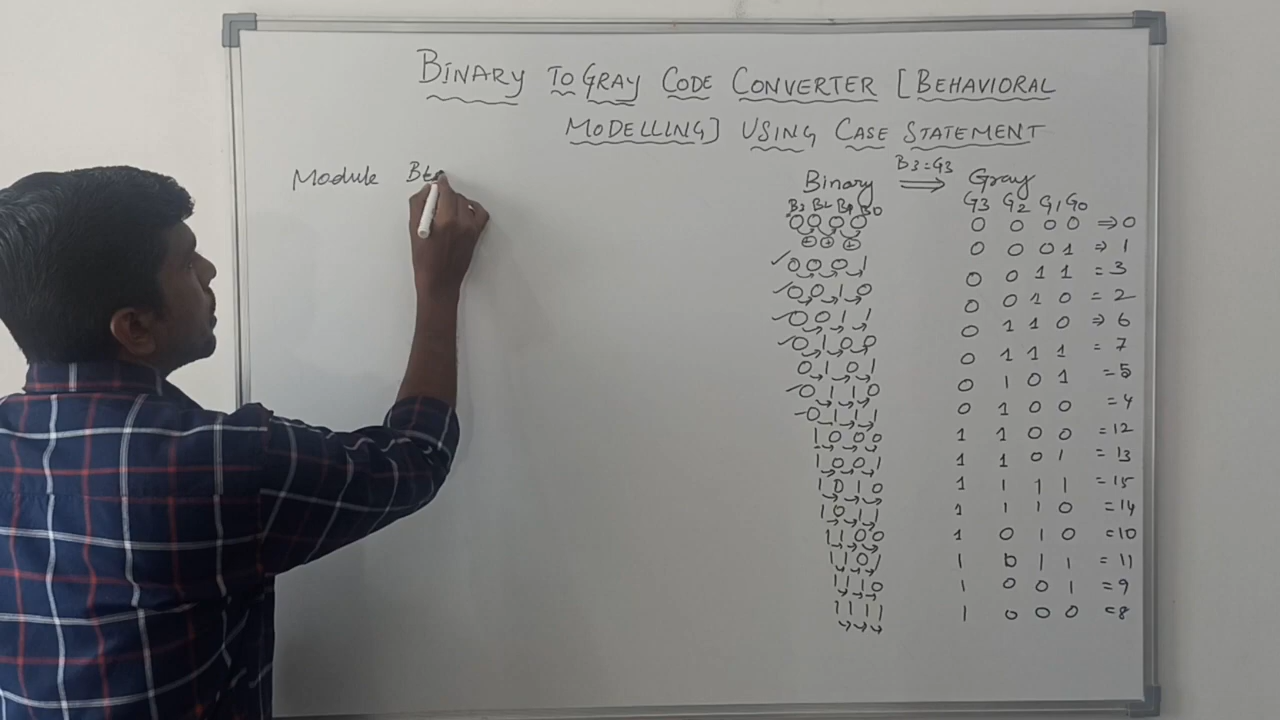 BINARY TO GRAY CODE CONVERTER [BEHAVIORAL
MODELLING] USING CASE STATEMENT
Module Bto
Binary B3=G3 ⟹ Gray
B3 B2 B1 B0 G3 G2 G1 G0
0 0 0 0 0 0 0 0 ⇒ 0
+ + +
✓ 0 0 0 1 0 0 0 1 ⇒ 1
✓ 0 0 1 0 0 0 1 1 = 3
✓ 0 0 1 1 0 0 1 0 = 2
✓ 0 1 0 0 0 1 1 0 ⇒ 6
0 1 0 1 0 1 1 1 = 7
0 1 1 0 0 1 0 1 = 5
0 1 1 1 0 1 0 0 = 4
1 0 0 0 1 1 0 0 = 12
1 0 0 1 1 1 0 1 = 13
1 0 1 0 1 1 1 1 = 15
1 0 1 1 1 1 1 0 = 14
1 1 0 0 1 0 1 0 = 10
1 1 0 1 1 0 1 1 = 11
1 1 1 0 1 0 0 1 = 9
1 1 1 1 1 0 0 0 = 8